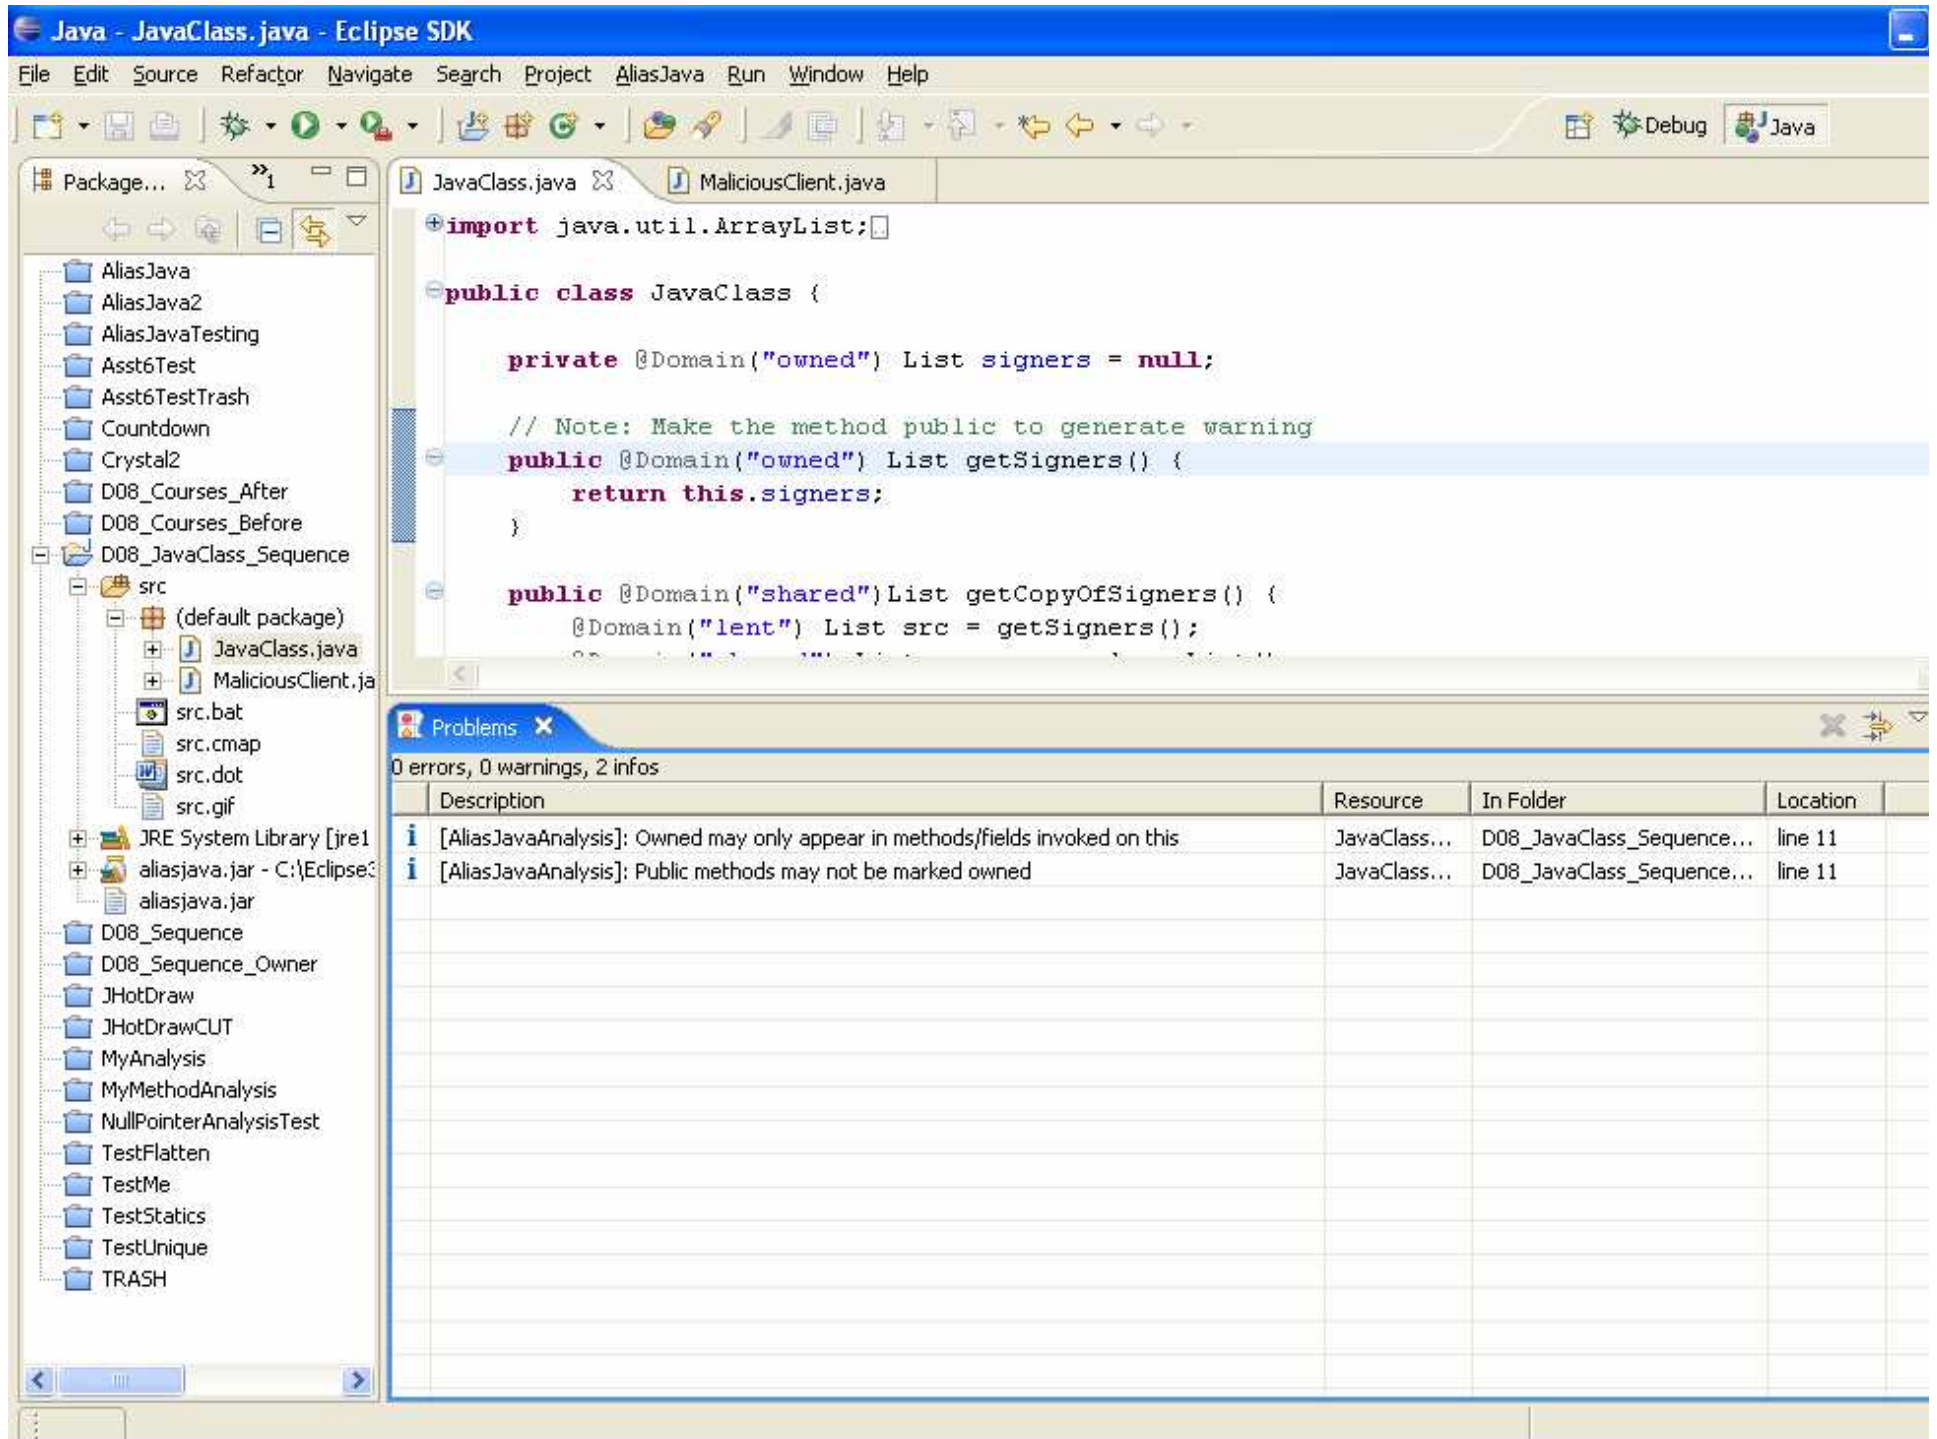 Java - JavaClass.java - Eclipse SDK
File Edit Source Refactor Navigate Search Project AliasJava Run Window Help
Debug Java
Package... »1
AliasJava
AliasJava2
AliasJavaTesting
Asst6Test
Asst6TestTrash
Countdown
Crystal2
D08_Courses_After
D08_Courses_Before
D08_JavaClass_Sequence
src
(default package)
JavaClass.java
MaliciousClient.ja
src.bat
src.cmap
src.dot
src.gif
JRE System Library [jre1
aliasjava.jar - C:\Eclipse3
aliasjava.jar
D08_Sequence
D08_Sequence_Owner
JHotDraw
JHotDrawCUT
MyAnalysis
MyMethodAnalysis
NullPointerAnalysisTest
TestFlatten
TestMe
TestStatics
TestUnique
TRASH
JavaClass.java MaliciousClient.java
import java.util.ArrayList;
public class JavaClass {
private @Domain("owned") List signers = null;
// Note: Make the method public to generate warning
public @Domain("owned") List getSigners() {
return this.signers;
}
public @Domain("shared")List getCopyOfSigners() {
@Domain("lent") List src = getSigners();
Problems
0 errors, 0 warnings, 2 infos
Description Resource In Folder Location
i [AliasJavaAnalysis]: Owned may only appear in methods/fields invoked on this JavaClass... D08_JavaClass_Sequence... line 11
i [AliasJavaAnalysis]: Public methods may not be marked owned JavaClass... D08_JavaClass_Sequence... line 11